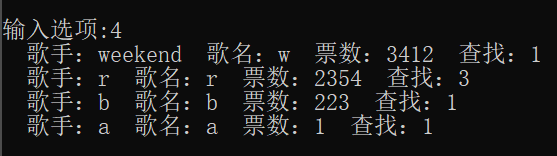 输入选项:4
歌手: weekend 歌名: w 票数: 3412 查找: 1
歌手: r 歌名: r 票数: 2354 查找: 3
歌手: b 歌名: b 票数: 223 查找: 1
歌手: a 歌名: a 票数: 1 查找: 1